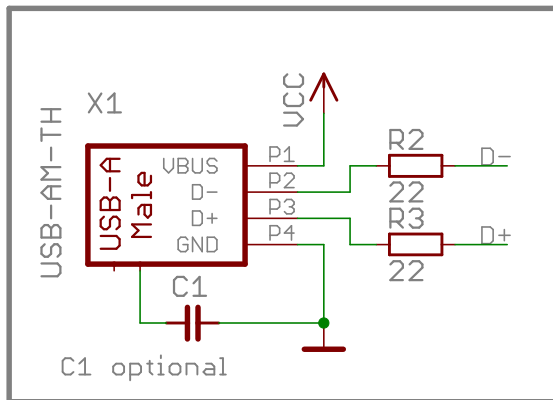 X1
USB-AM-TH
USB-A
Male
VBUS
D-
D+
GND
P1
P2
P3
P4
VCC
R2
22
D-
R3
22
D+
C1
C1 optional